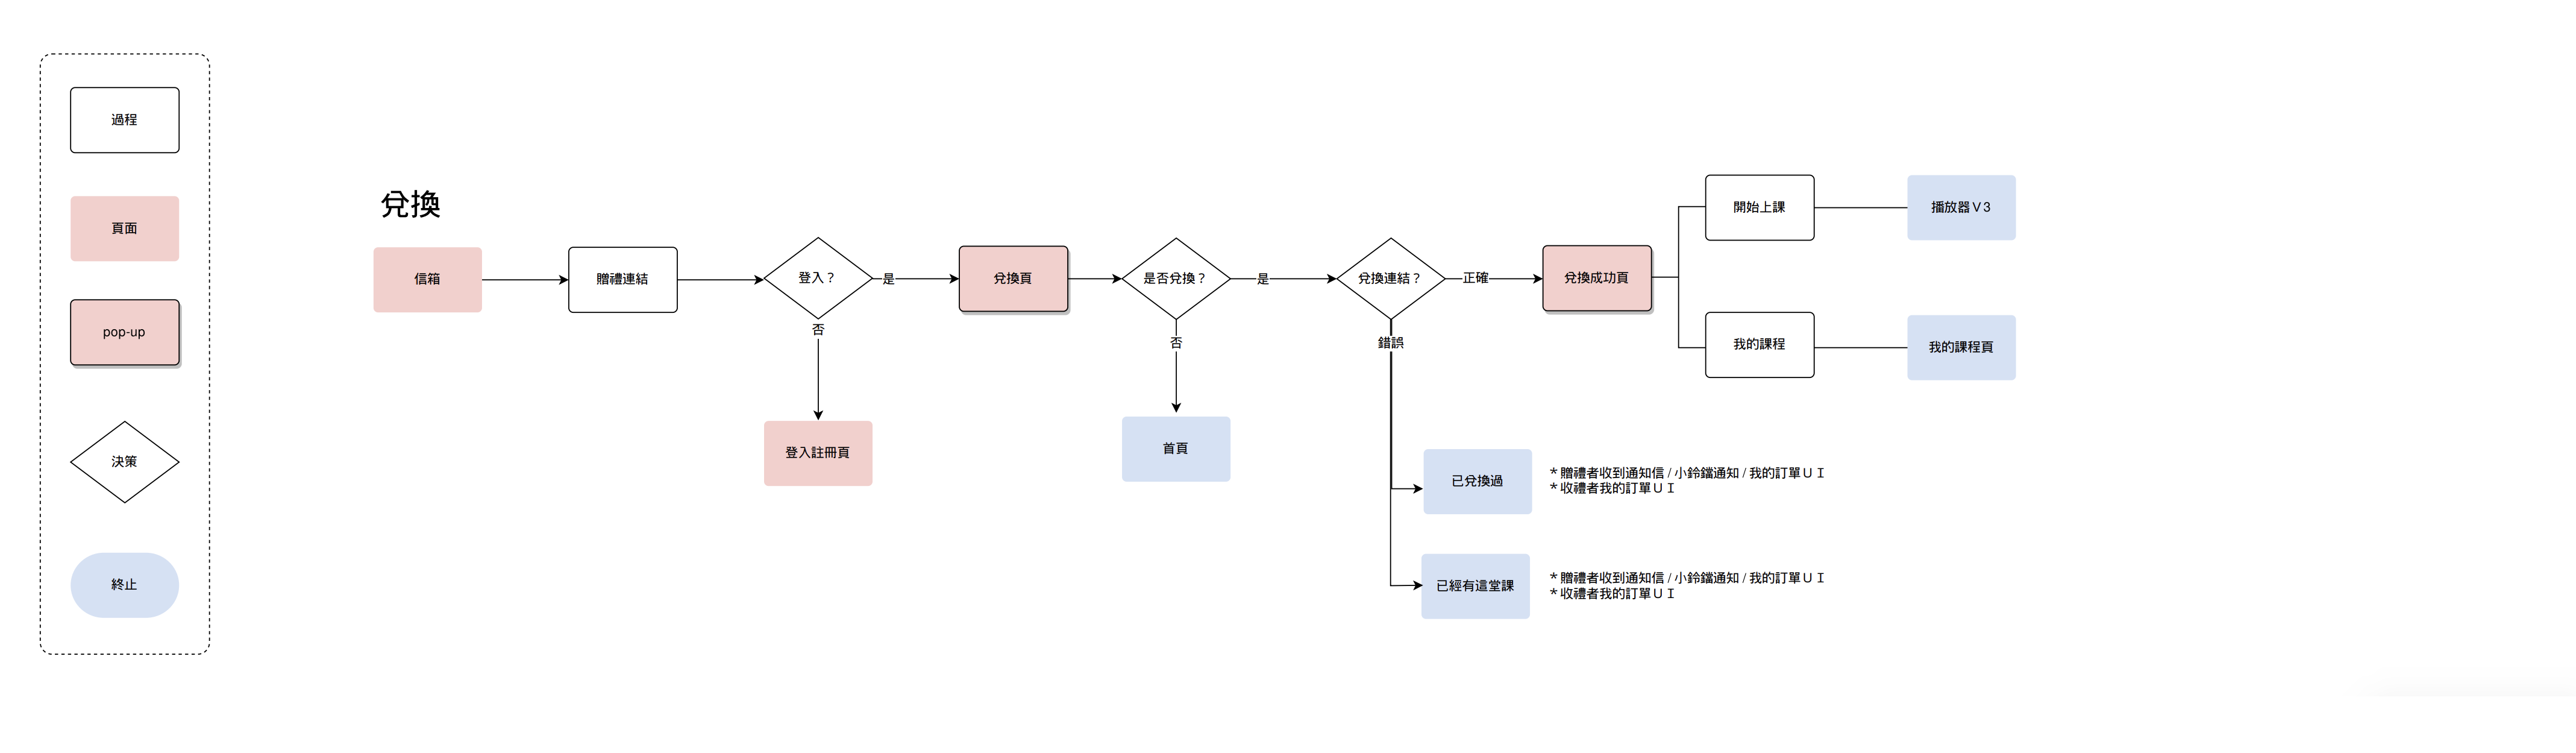 過程
頁面
pop-up
決策
終止
兌換
信箱
贈禮連結
登入？
是
否
登入註冊頁
兌換頁
是否兌換？
是
否
首頁
兌換連結？
正確
錯誤
兌換成功頁
開始上課
播放器Ｖ3
我的課程
我的課程頁
已兌換過
＊贈禮者收到通知信 / 小鈴鐺通知 / 我的訂單ＵＩ
＊收禮者我的訂單ＵＩ
已經有這堂課
＊贈禮者收到通知信 / 小鈴鐺通知 / 我的訂單ＵＩ
＊收禮者我的訂單ＵＩ